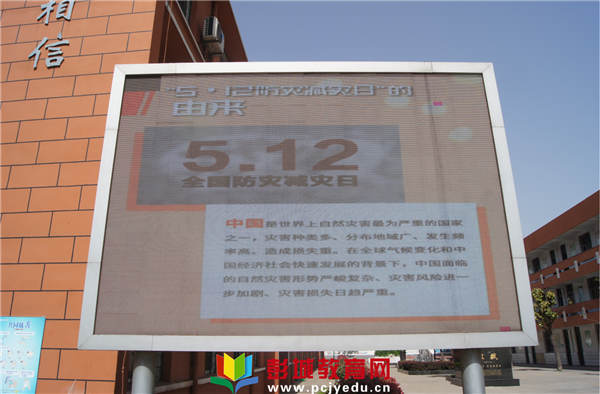 相信
"5·12防灾减灾日"的
由来
5.12
全国防灾减灾日
中国是世界上自然灾害最为严重的国家
之一，灾害种类多、分布地域广、发生频
率高、造成损失重。在全球气候变化和中
国经济社会快速发展的背景下，中国面临
的自然灾害形势严峻复杂、灾害风险进一
步加剧、灾害损失日趋严重。
彭城教育网
www.pcjyedu.cn